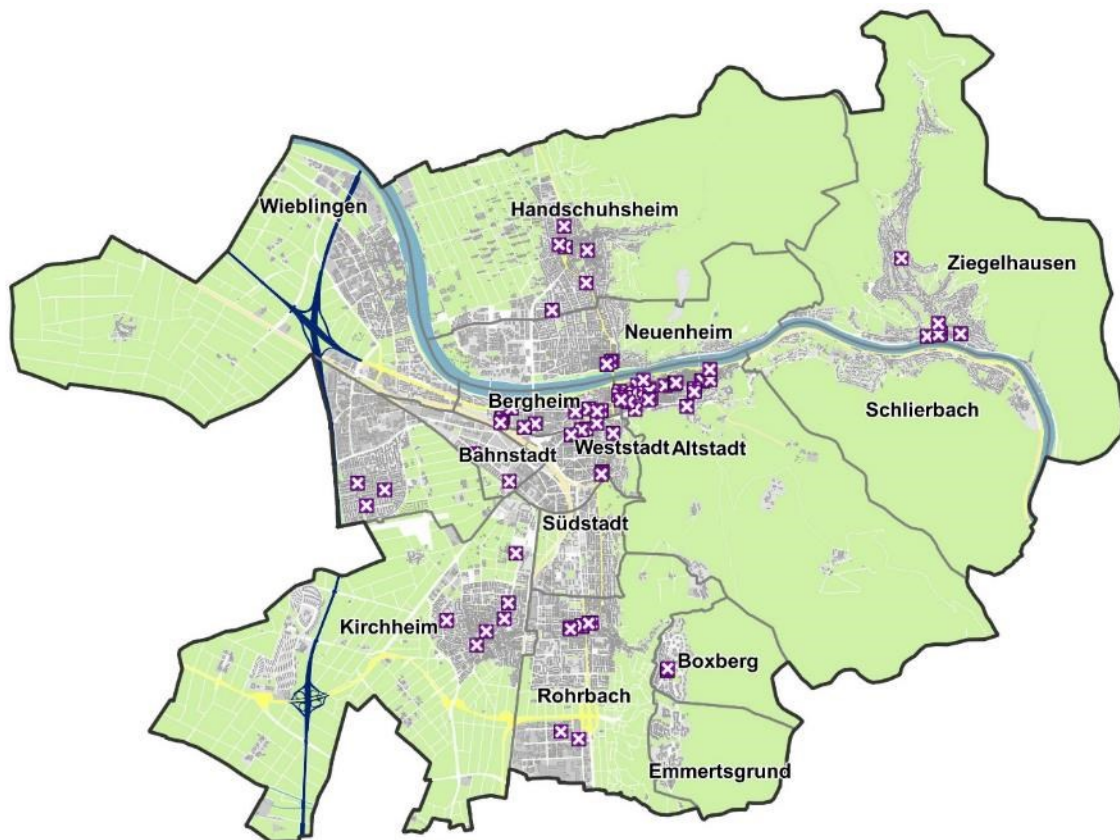 Wieblingen
Handschuhsheim
Ziegelhausen
Neuenheim
Bergheim
Schlierbach
Bahnstadt
Weststadt
Altstadt
Südstadt
Kirchheim
Boxberg
Rohrbach
Emmertsgrund